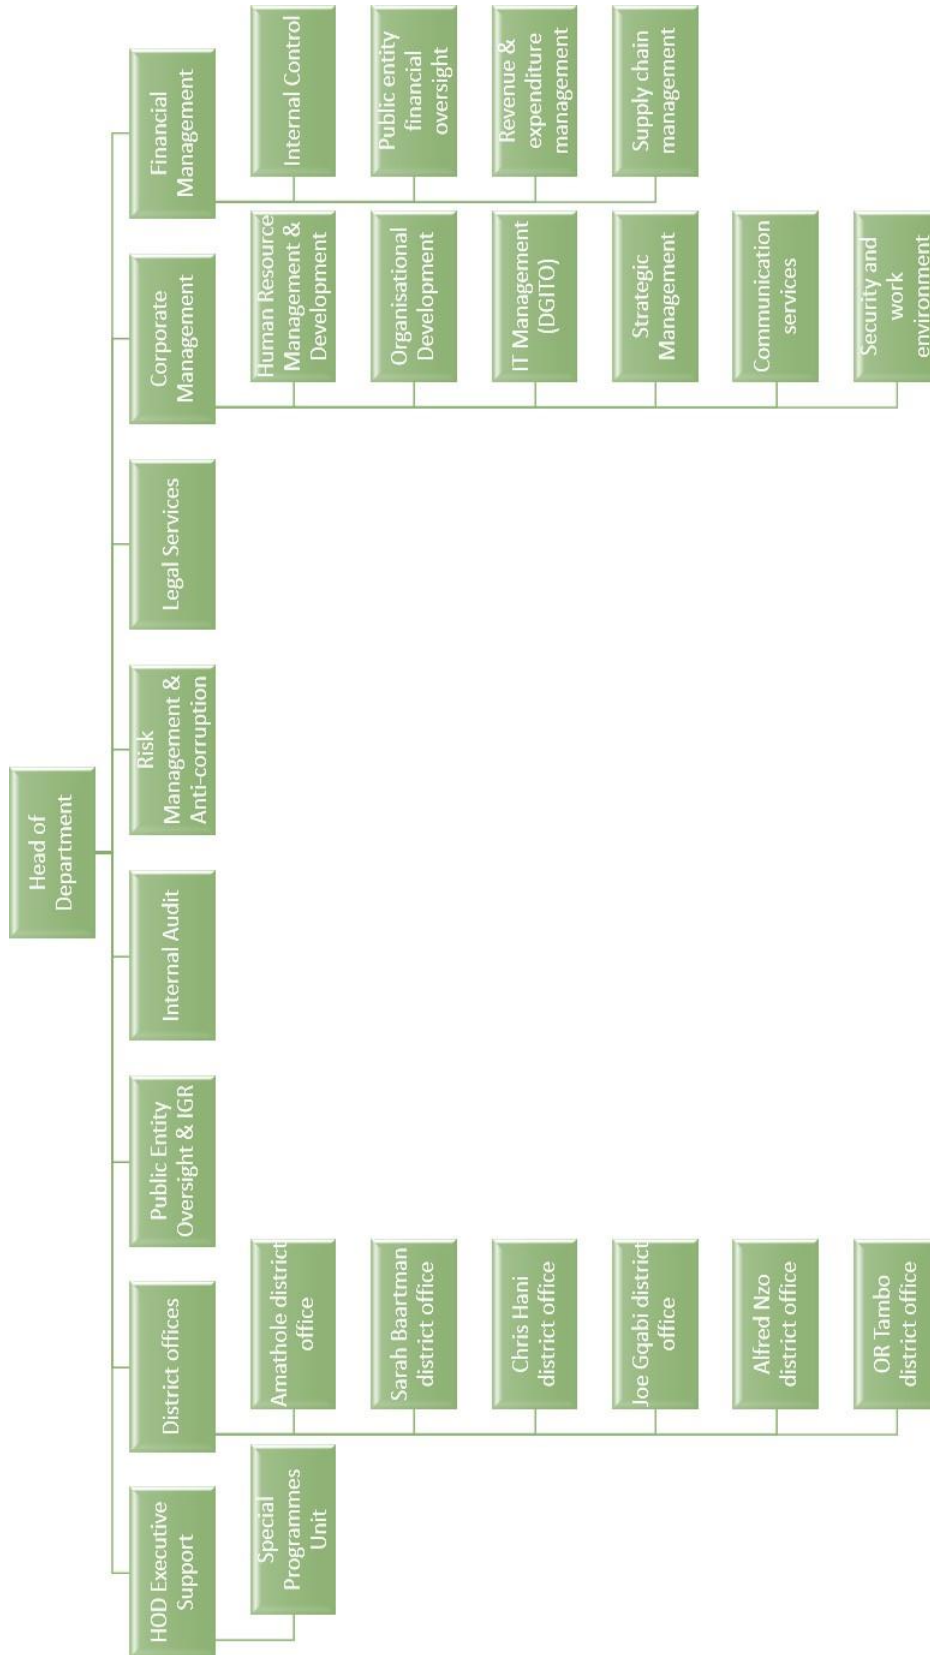 Head of
Department
HOD Executive
Support
Special
Programmes
Unit
District offices
Amathole district
office
Sarah Baartman
district office
Chris Hani
district office
Joe Gqabi district
office
Alfred Nzo
district office
OR Tambo
district office
Public Entity
Oversight & IGR
Internal Audit
Risk
Management &
Anti-corruption
Legal Services
Corporate
Management
Human Resource
Management &
Development
Organisational
Development
IT Management
(DGITO)
Strategic
Management
Communication
services
Security and
work
environment
Financial
Management
Internal Control
Public entity
financial
oversight
Revenue &
expenditure
management
Supply chain
management